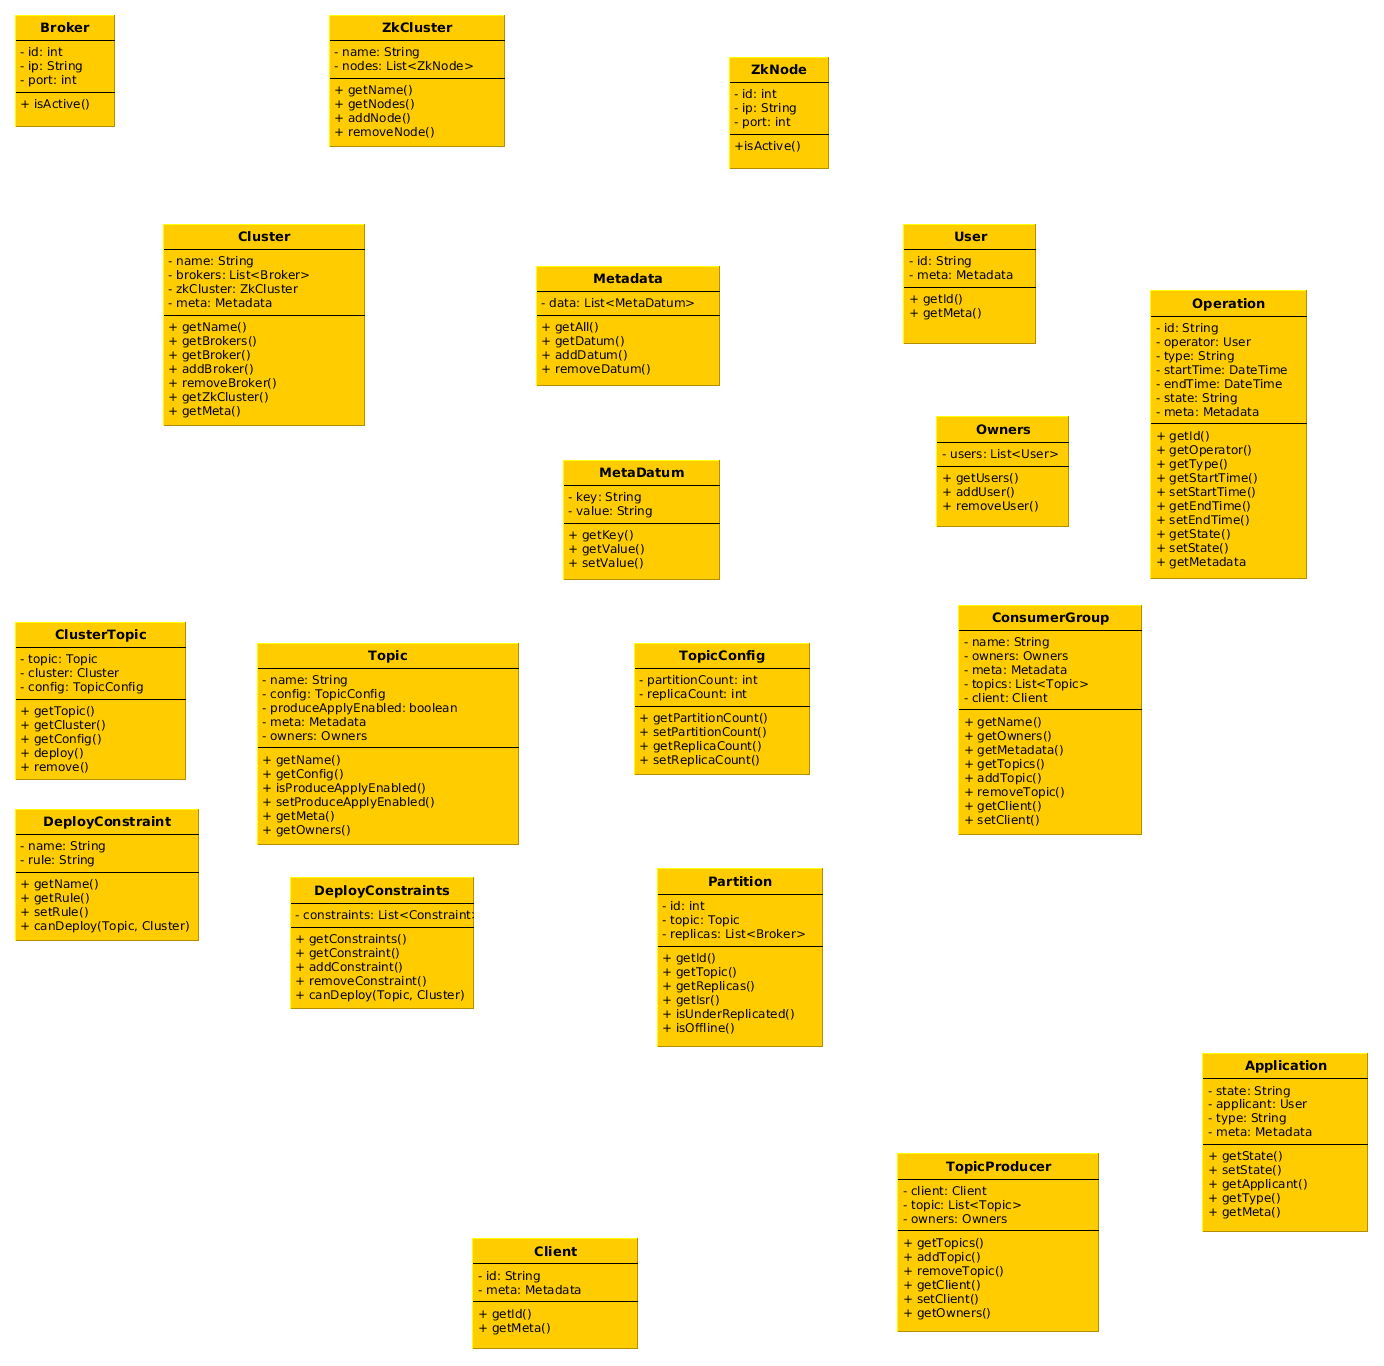 Broker
- id: int
- ip: String
- port: int
+ isActive()
ZkCluster
- name: String
- nodes: List<ZkNode>
+ getName()
+ getNodes()
+ addNode()
+ removeNode()
ZkNode
- id: int
- ip: String
- port: int
+isActive()
Cluster
- name: String
- brokers: List<Broker>
- zkCluster: ZkCluster
- meta: Metadata
+ getName()
+ getBrokers()
+ getBroker()
+ addBroker()
+ removeBroker()
+ getZkCluster()
+ getMeta()
Metadata
- data: List<MetaDatum>
+ getAll()
+ getDatum()
+ addDatum()
+ removeDatum()
User
- id: String
- meta: Metadata
+ getId()
+ getMeta()
Operation
- id: String
- operator: User
- type: String
- startTime: DateTime
- endTime: DateTime
- state: String
- meta: Metadata
+ getId()
+ getOperator()
+ getType()
+ getStartTime()
+ setStartTime()
+ getEndTime()
+ setEndTime()
+ getState()
+ setState()
+ getMetadata
Owners
- users: List<User>
+ getUsers()
+ addUser()
+ removeUser()
MetaDatum
- key: String
- value: String
+ getKey()
+ getValue()
+ setValue()
ClusterTopic
- topic: Topic
- cluster: Cluster
- config: TopicConfig
+ getTopic()
+ getCluster()
+ getConfig()
+ deploy()
+ remove()
Topic
- name: String
- config: TopicConfig
- produceApplyEnabled: boolean
- meta: Metadata
- owners: Owners
+ getName()
+ getConfig()
+ isProduceApplyEnabled()
+ setProduceApplyEnabled()
+ getMeta()
+ getOwners()
TopicConfig
- partitionCount: int
- replicaCount: int
+ getPartitionCount()
+ setPartitionCount()
+ getReplicaCount()
+ setReplicaCount()
ConsumerGroup
- name: String
- owners: Owners
- meta: Metadata
- topics: List<Topic>
- client: Client
+ getName()
+ getOwners()
+ getMetadata()
+ getTopics()
+ addTopic()
+ removeTopic()
+ getClient()
+ setClient()
DeployConstraint
- name: String
- rule: String
+ getName()
+ getRule()
+ setRule()
+ canDeploy(Topic, Cluster)
DeployConstraints
- constraints: List<Constraint>
+ getConstraints()
+ getConstraint()
+ addConstraint()
+ removeConstraint()
+ canDeploy(Topic, Cluster)
Partition
- id: int
- topic: Topic
- replicas: List<Broker>
+ getId()
+ getTopic()
+ getReplicas()
+ getIsr()
+ isUnderReplicated()
+ isOffline()
Application
- state: String
- applicant: User
- type: String
- meta: Metadata
+ getState()
+ setState()
+ getApplicant()
+ getType()
+ getMeta()
TopicProducer
- client: Client
- topic: List<Topic>
- owners: Owners
+ getTopics()
+ addTopic()
+ removeTopic()
+ getClient()
+ setClient()
+ getOwners()
Client
- id: String
- meta: Metadata
+ getId()
+ getMeta()